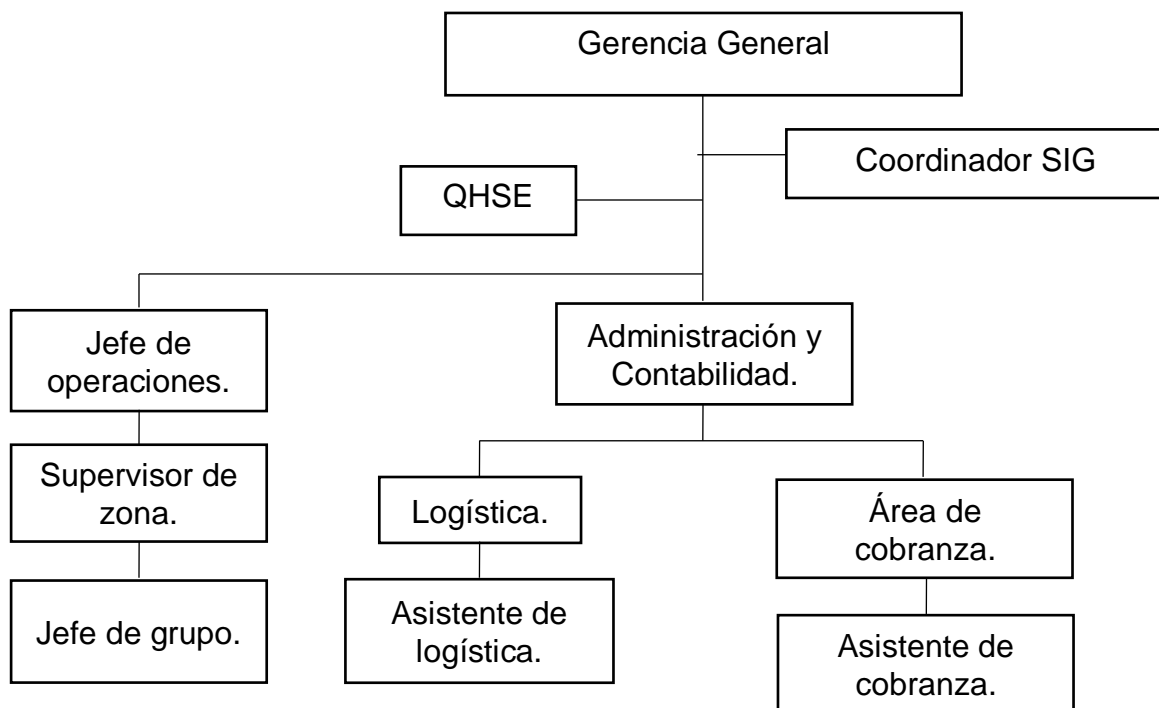 Gerencia General
Coordinador SIG
QHSE
Jefe de
operaciones.
Administración y
Contabilidad.
Supervisor de
zona.
Logística.
Área de
cobranza.
Jefe de grupo.
Asistente de
logística.
Asistente de
cobranza.